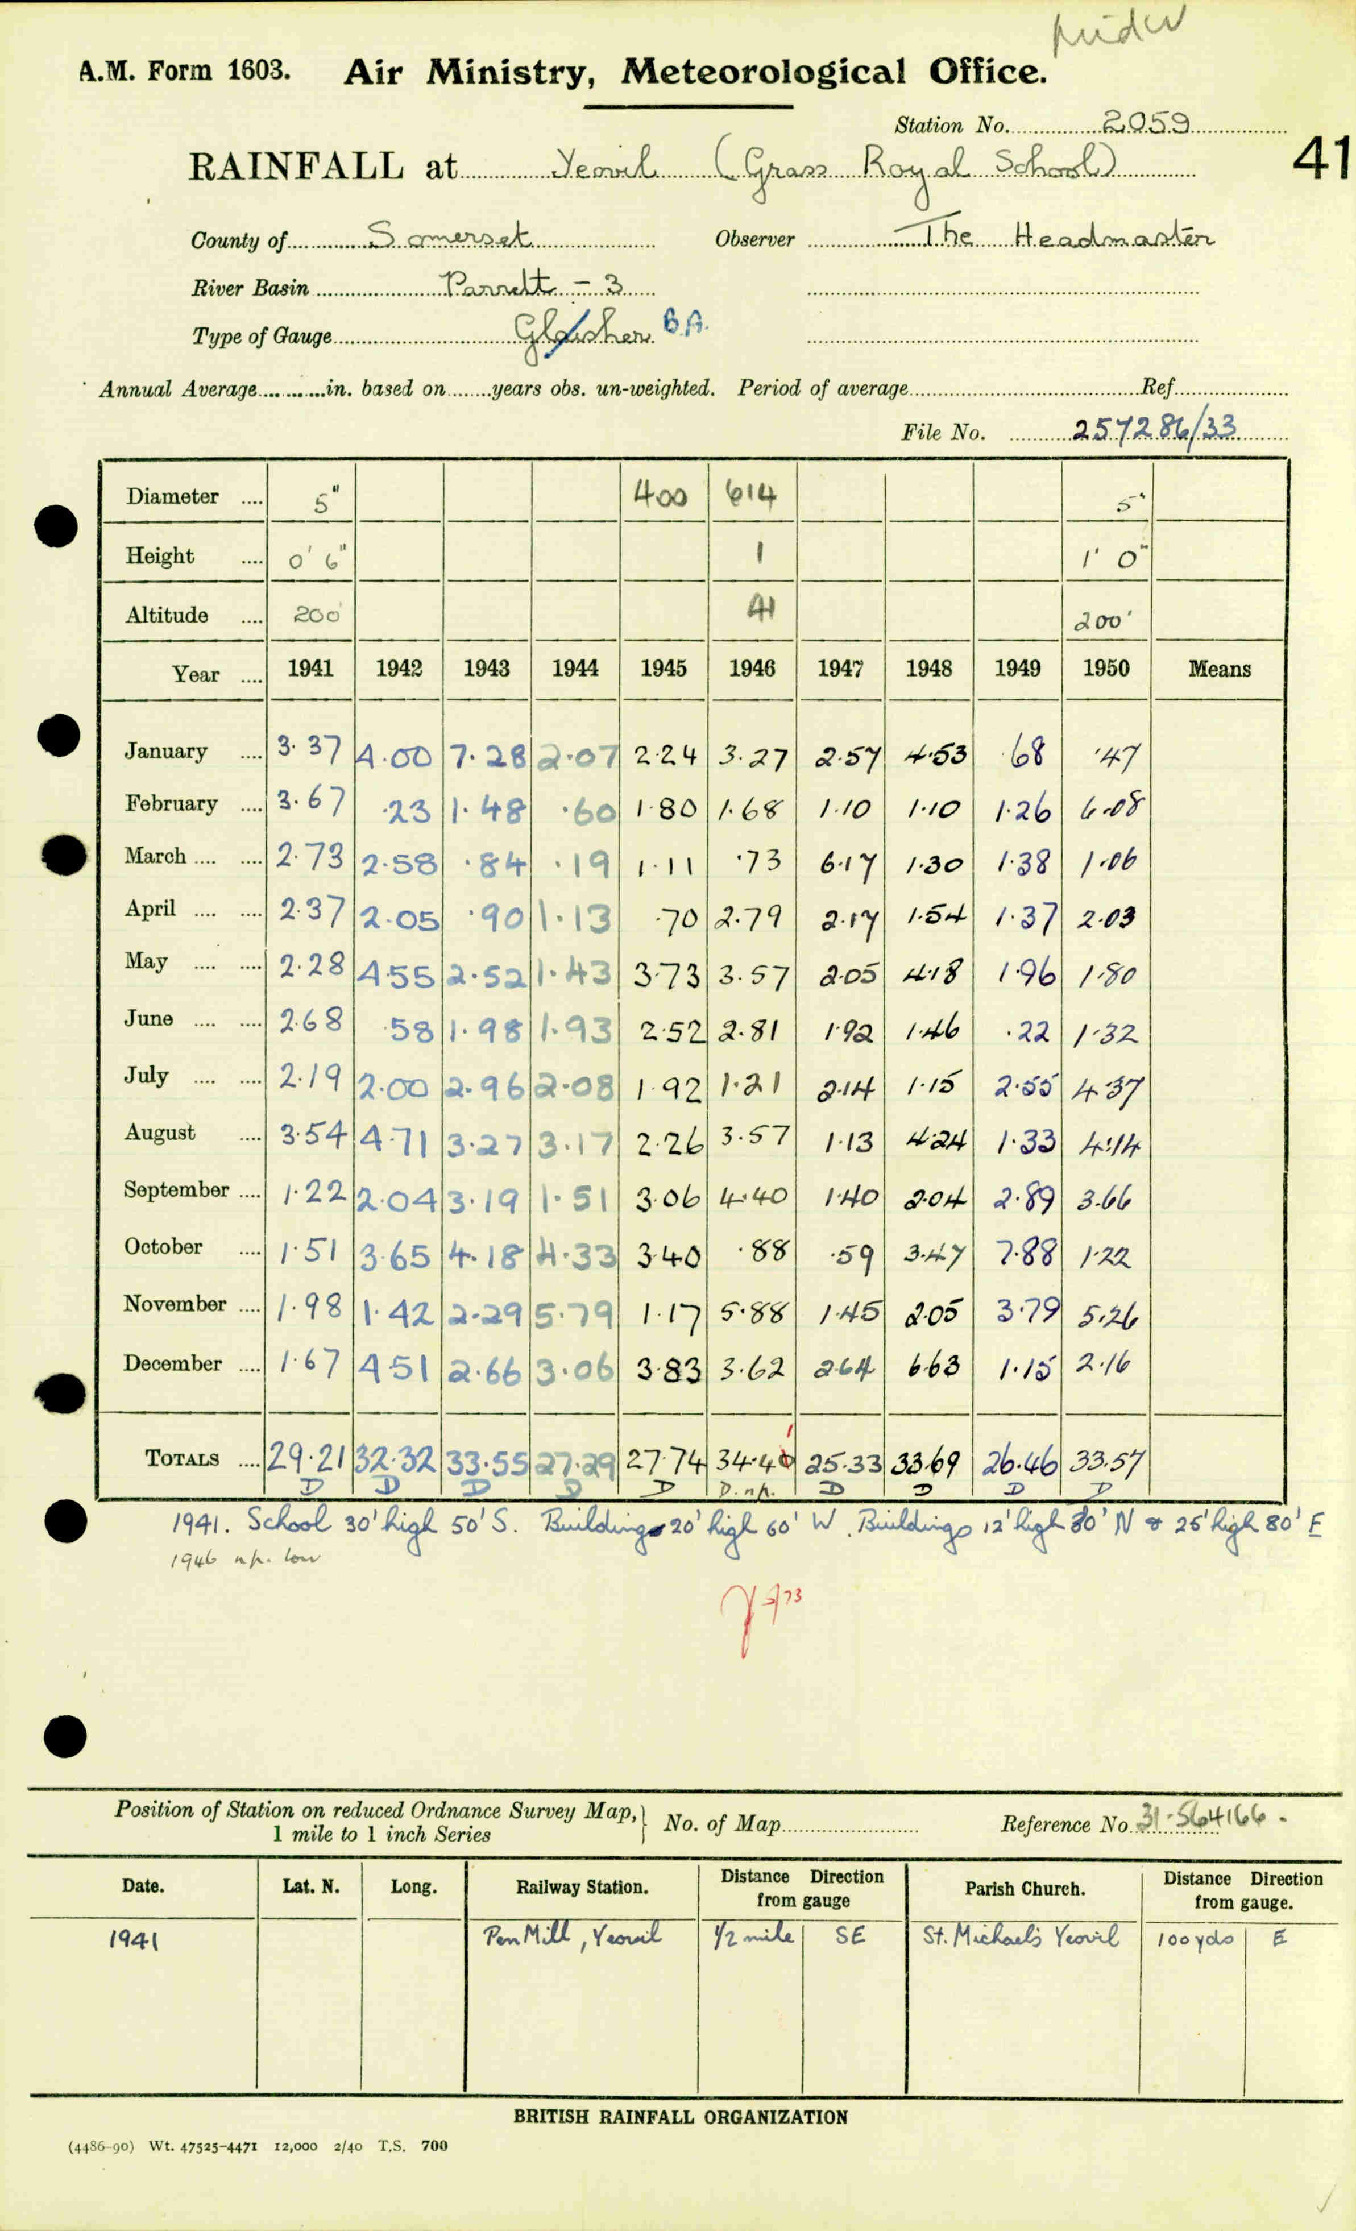 A.M. Form 1603. Air Ministry, Meteorological Office.
Station No. 2059
RAINFALL at Yeovil (Grass Royal School)
41
County of Somerset Observer The Headmaster
River Basin Parrett - 3
Type of Gauge Glaisher B.A.
Annual Average in. based on years obs. un-weighted. Period of average Ref.
File No. 257286/33
Diameter 5" 400 614 5"
Height 0' 6" 1 1' 0"
Altitude 200' 41 200'
Year 1941 1942 1943 1944 1945 1946 1947 1948 1949 1950 Means
January 3.37 4.00 7.28 2.07 2.24 3.27 2.57 4.53 .68 .47
February 3.67 .23 1.48 .60 1.80 1.68 1.10 1.10 1.26 6.08
March 2.73 2.58 .84 .19 1.11 .73 6.17 1.30 1.38 1.06
April 2.37 2.05 .90 1.13 .70 2.79 2.17 1.54 1.37 2.03
May 2.28 4.55 2.52 1.43 3.73 3.57 2.05 4.18 1.96 1.80
June 2.68 .58 1.98 1.93 2.52 2.81 1.92 1.46 .22 1.32
July 2.19 2.00 2.96 2.08 1.92 1.21 2.14 1.15 2.55 4.37
August 3.54 4.71 3.27 3.17 2.26 3.57 1.13 4.24 1.33 4.14
September 1.22 2.04 3.19 1.51 3.06 4.40 1.40 2.04 2.89 3.66
October 1.51 3.65 4.18 4.33 3.40 .88 .59 3.47 7.88 1.22
November 1.98 1.42 2.29 5.79 1.17 5.88 1.45 2.05 3.79 5.26
December 1.67 4.51 2.66 3.06 3.83 3.62 2.64 6.63 1.15 2.16
1
TOTALS 29.21 32.32 33.55 27.29 27.74 34.40 25.33 33.69 26.46 33.57
D D D D D D. n.p. D D D D
1941. School 30' high 50' S. Buildings 20' high 60' W. Buildings 12' high 30' N & 25' high 80' E
1946 n.p. low
5/73
Position of Station on reduced Ordnance Survey Map, 1 mile to 1 inch Series No. of Map Reference No. 31.564166.
Date. Lat. N. Long. Railway Station. Distance Direction from gauge Parish Church. Distance Direction from gauge.
1941 Pen Mill, Yeovil 1/2 mile SE St. Michael's Yeovil 100 yds E
BRITISH RAINFALL ORGANIZATION
(4486-90) Wt. 47525-4471 12,000 2/40 T.S. 700